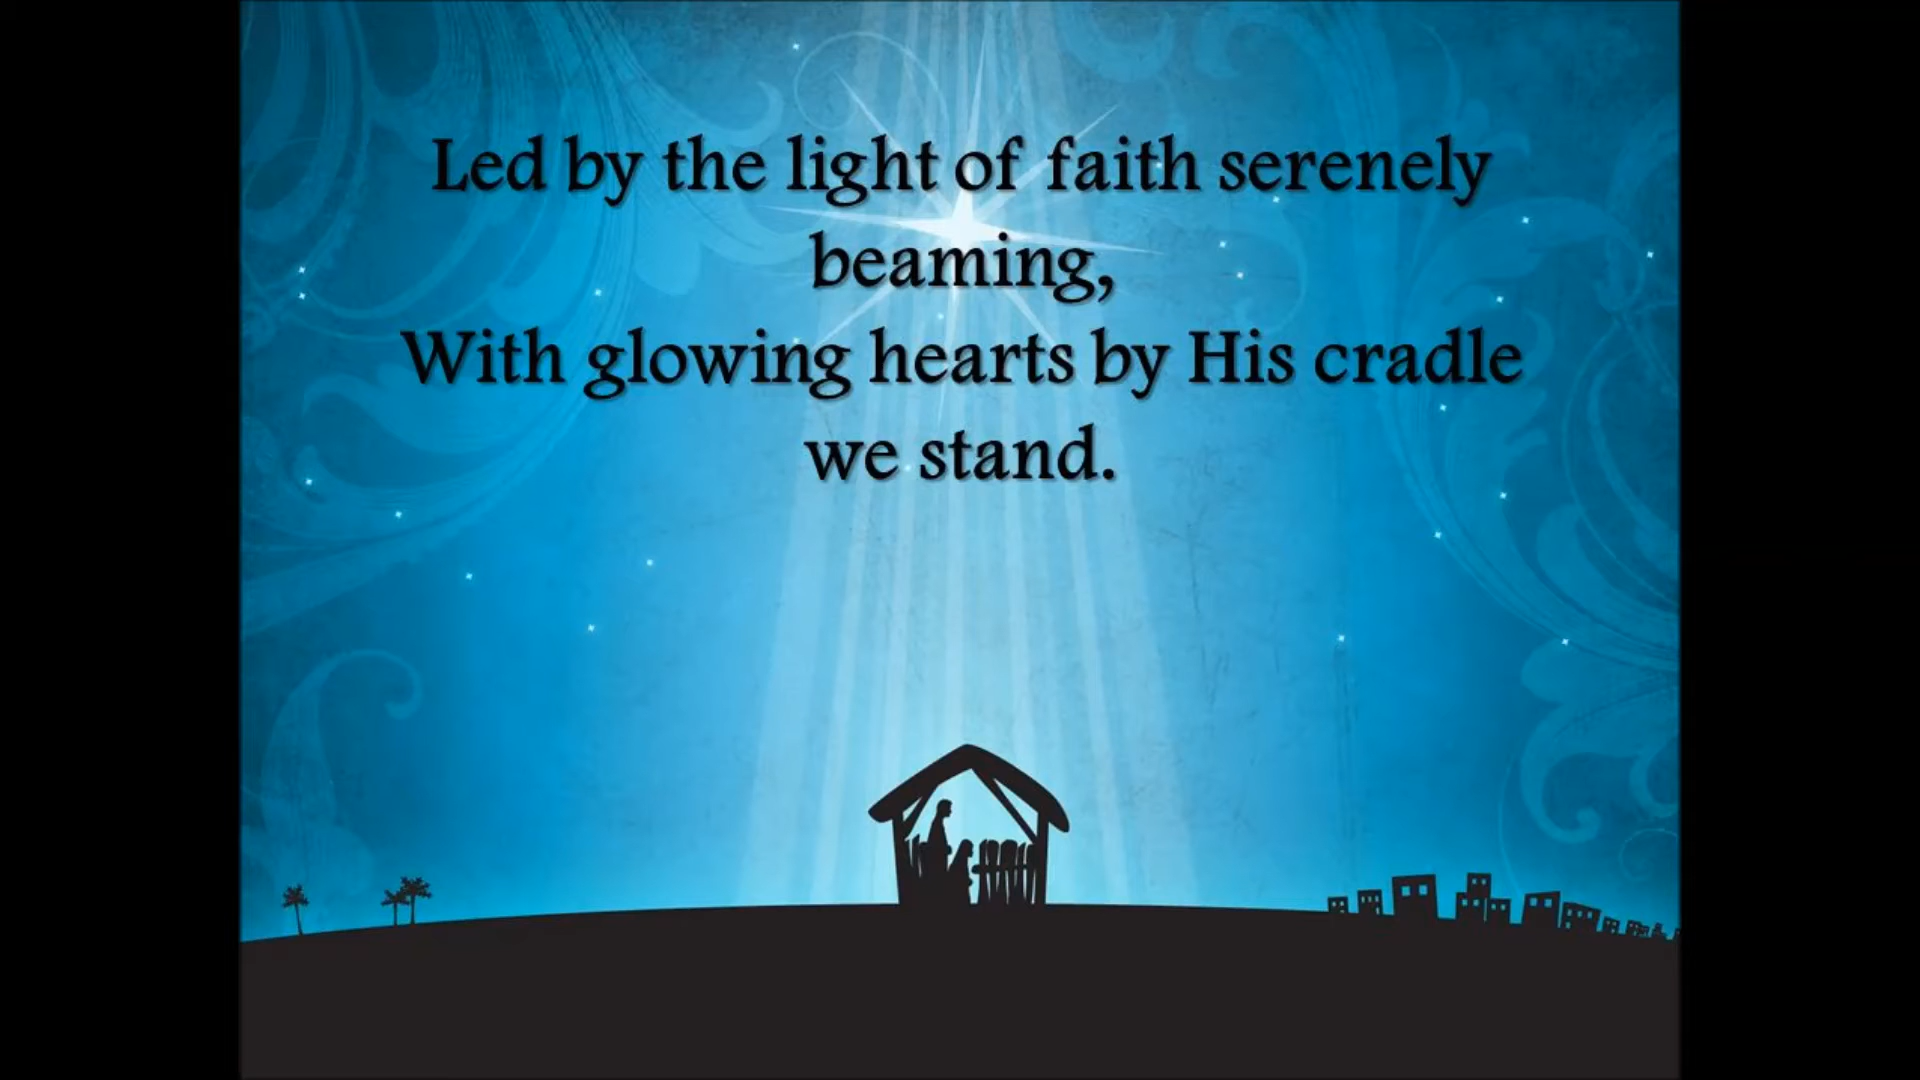 Led by the light of faith serenely
beaming,
With glowing hearts by His cradle
we stand.